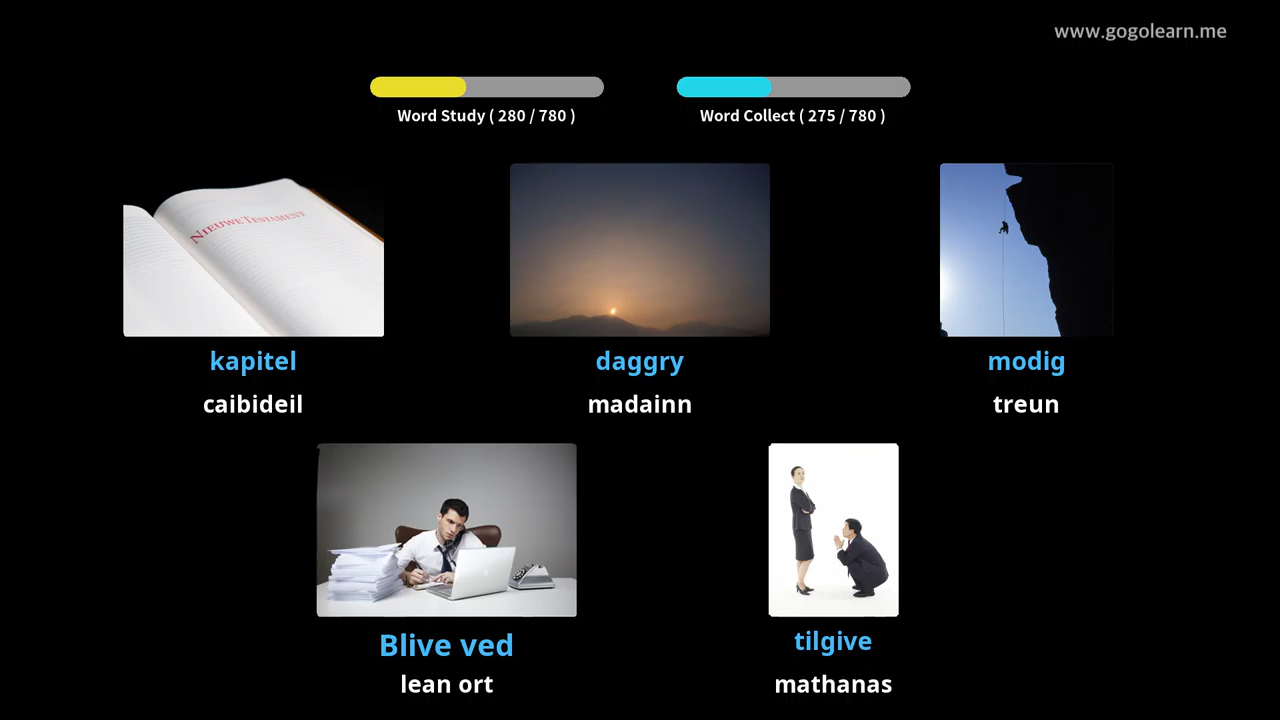 www.gogolearn.me
Word Study ( 280 / 780 )
Word Collect ( 275 / 780 )
NIEUWE TESTAMENT
kapitel
daggry
modig
caibideil
madainn
treun
Blive ved
tilgive
lean ort
mathanas